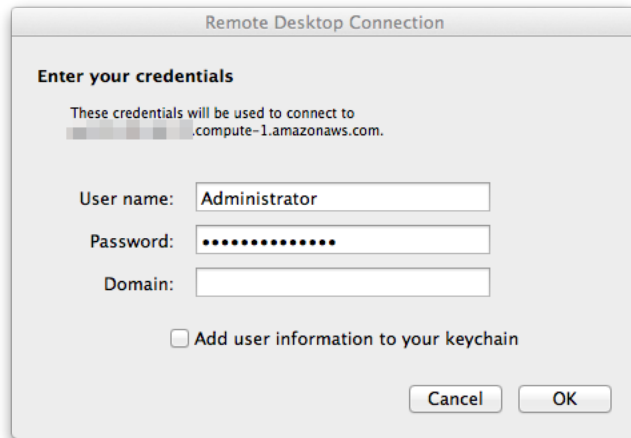 Remote Desktop Connection
Enter your credentials
These credentials will be used to connect to
.compute-1.amazonaws.com.
User name: Administrator
Password: ••••••••••••••
Domain:
Add user information to your keychain
Cancel OK